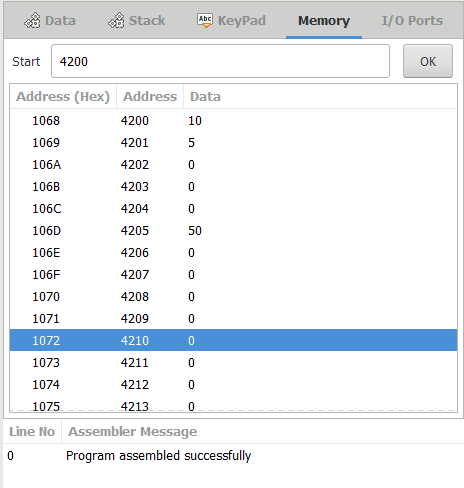 Data Stack Abc KeyPad Memory I/O Ports
Start 4200 OK
Address (Hex) Address Data
1068 4200 10
1069 4201 5
106A 4202 0
106B 4203 0
106C 4204 0
106D 4205 50
106E 4206 0
106F 4207 0
1070 4208 0
1071 4209 0
1072 4210 0
1073 4211 0
1074 4212 0
1075 4213 0
Line No Assembler Message
0 Program assembled successfully